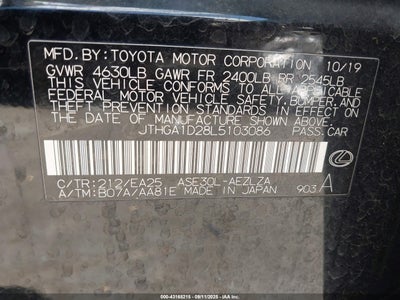 MFD. BY: TOYOTA MOTOR CORPORATION 10/19
GVWR 4630LB GAWR FR 2400LB RR 2545LB
THIS VEHICLE CONFORMS TO ALL APPLICABLE
FEDERAL MOTOR VEHICLE SAFETY, BUMPER, AND
THEFT PREVENTION STANDARDS IN EFFECT ON
THE DATE OF MANUFACTURE SHOWN ABOVE.
JTHGA1D28L5103086 PASS. CAR
C/TR: 212/EA25 ASE30L-AEZLZA
A/TM: B07A/AA81E MADE IN JAPAN 903 A
000-43168215 - 09/11/2025 - IAAI.com